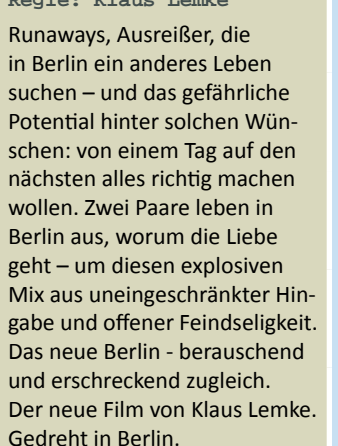 Regie: Klaus Lemke
Runaways, Ausreißer, die
in Berlin ein anderes Leben
suchen – und das gefährliche
Potential hinter solchen Wün-
schen: von einem Tag auf den
nächsten alles richtig machen
wollen. Zwei Paare leben in
Berlin aus, worum die Liebe
geht – um diesen explosiven
Mix aus uneingeschränkter Hin-
gabe und offener Feindseligkeit.
Das neue Berlin - berauschend
und erschreckend zugleich.
Der neue Film von Klaus Lemke.
Gedreht in Berlin.